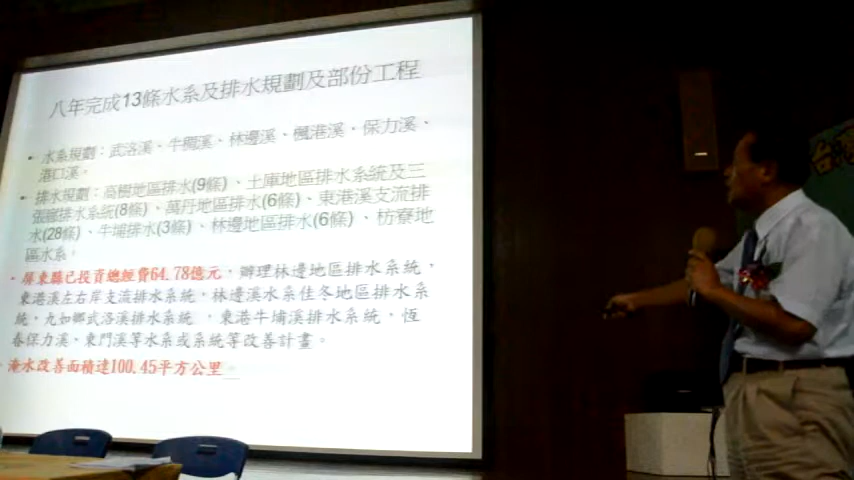 八年完成13條水系及排水規劃及部份工程
• 水系規劃：武洛溪、牛稠溪、林邊溪、楓港溪、保力溪、
港口溪。
• 排水規劃：高樹地區排水(9條)、土庫地區排水系統及三
張廍排水系統(8條)、萬丹地區排水(6條)、東港溪支流排
水(28條)、牛埔排水(3條)、林邊地區排水(6條)、枋寮地
區水系。
• 屏東縣已投資總經費64.78億元，辦理林邊地區排水系統，
東港溪左右岸支流排水系統，林邊溪水系佳冬地區排水系
統，九如鄉武洛溪排水系統 ，東港牛埔溪排水系統，恆
春保力溪、東門溪等水系或系統等改善計畫。
淹水改善面積達100.45平方公里。